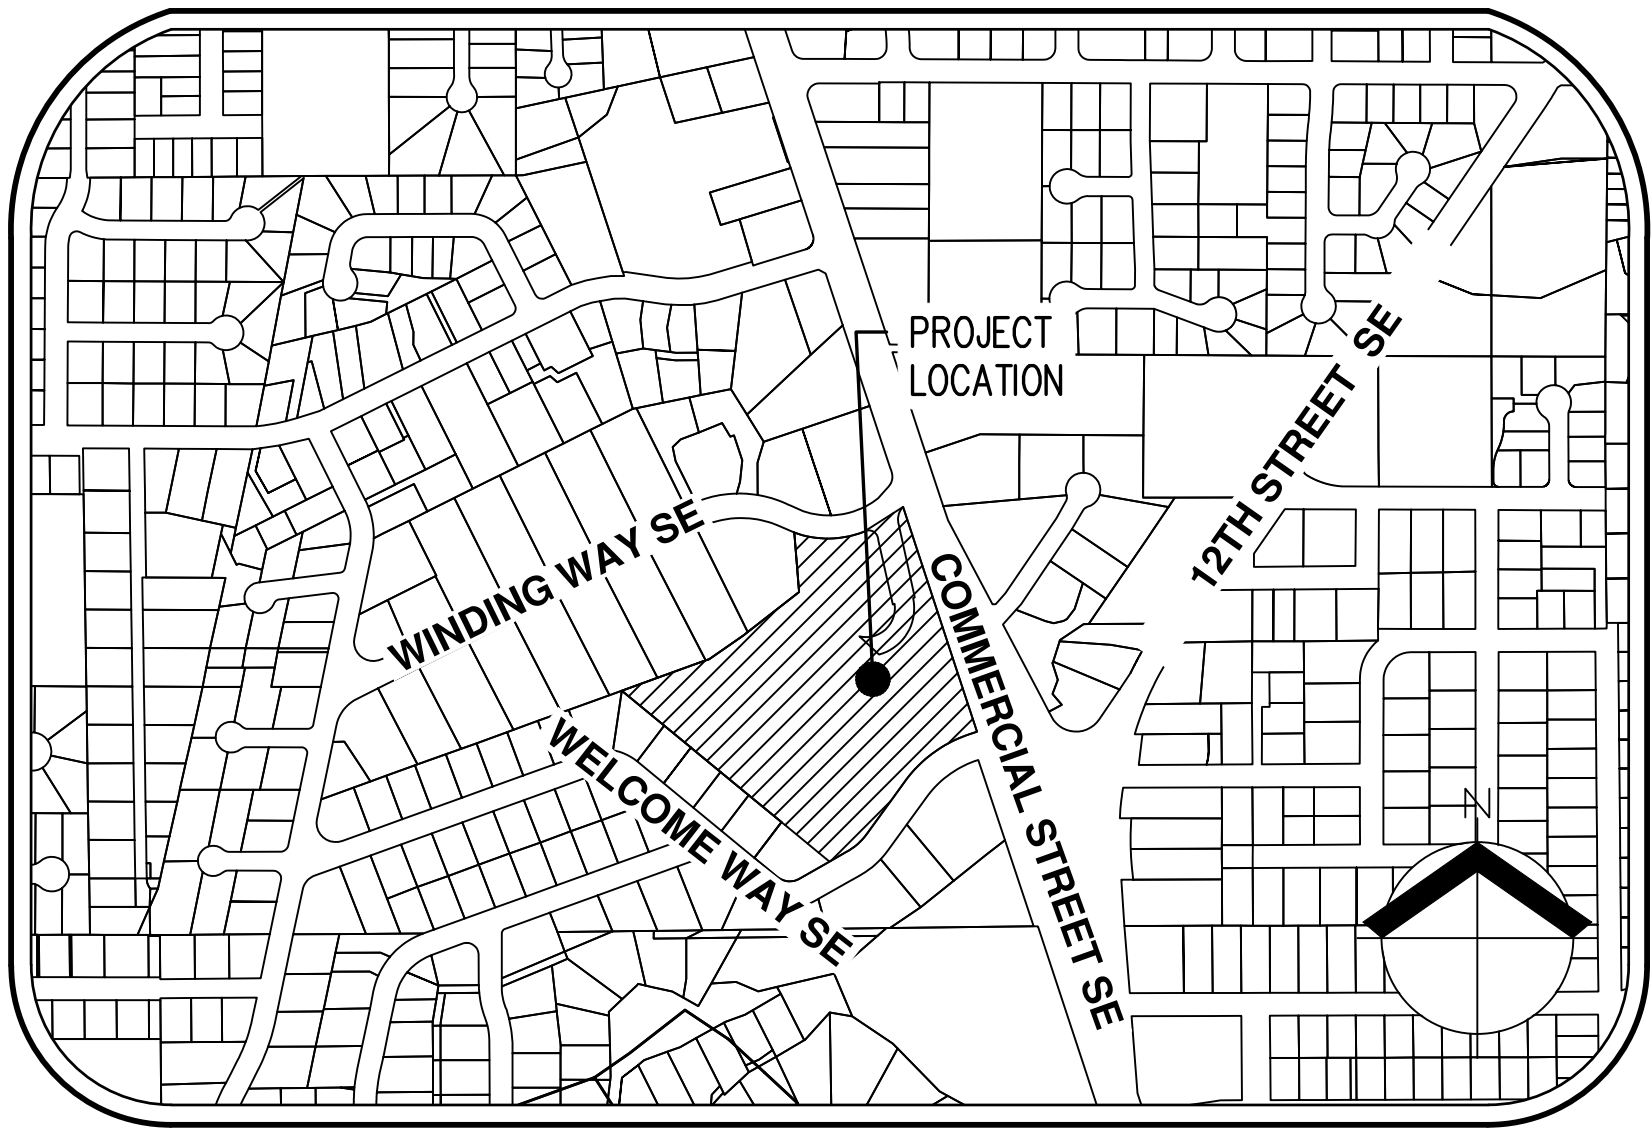 PROJECT
LOCATION
12TH STREET SE
WINDING WAY SE
COMMERCIAL STREET SE
WELCOME WAY SE
N